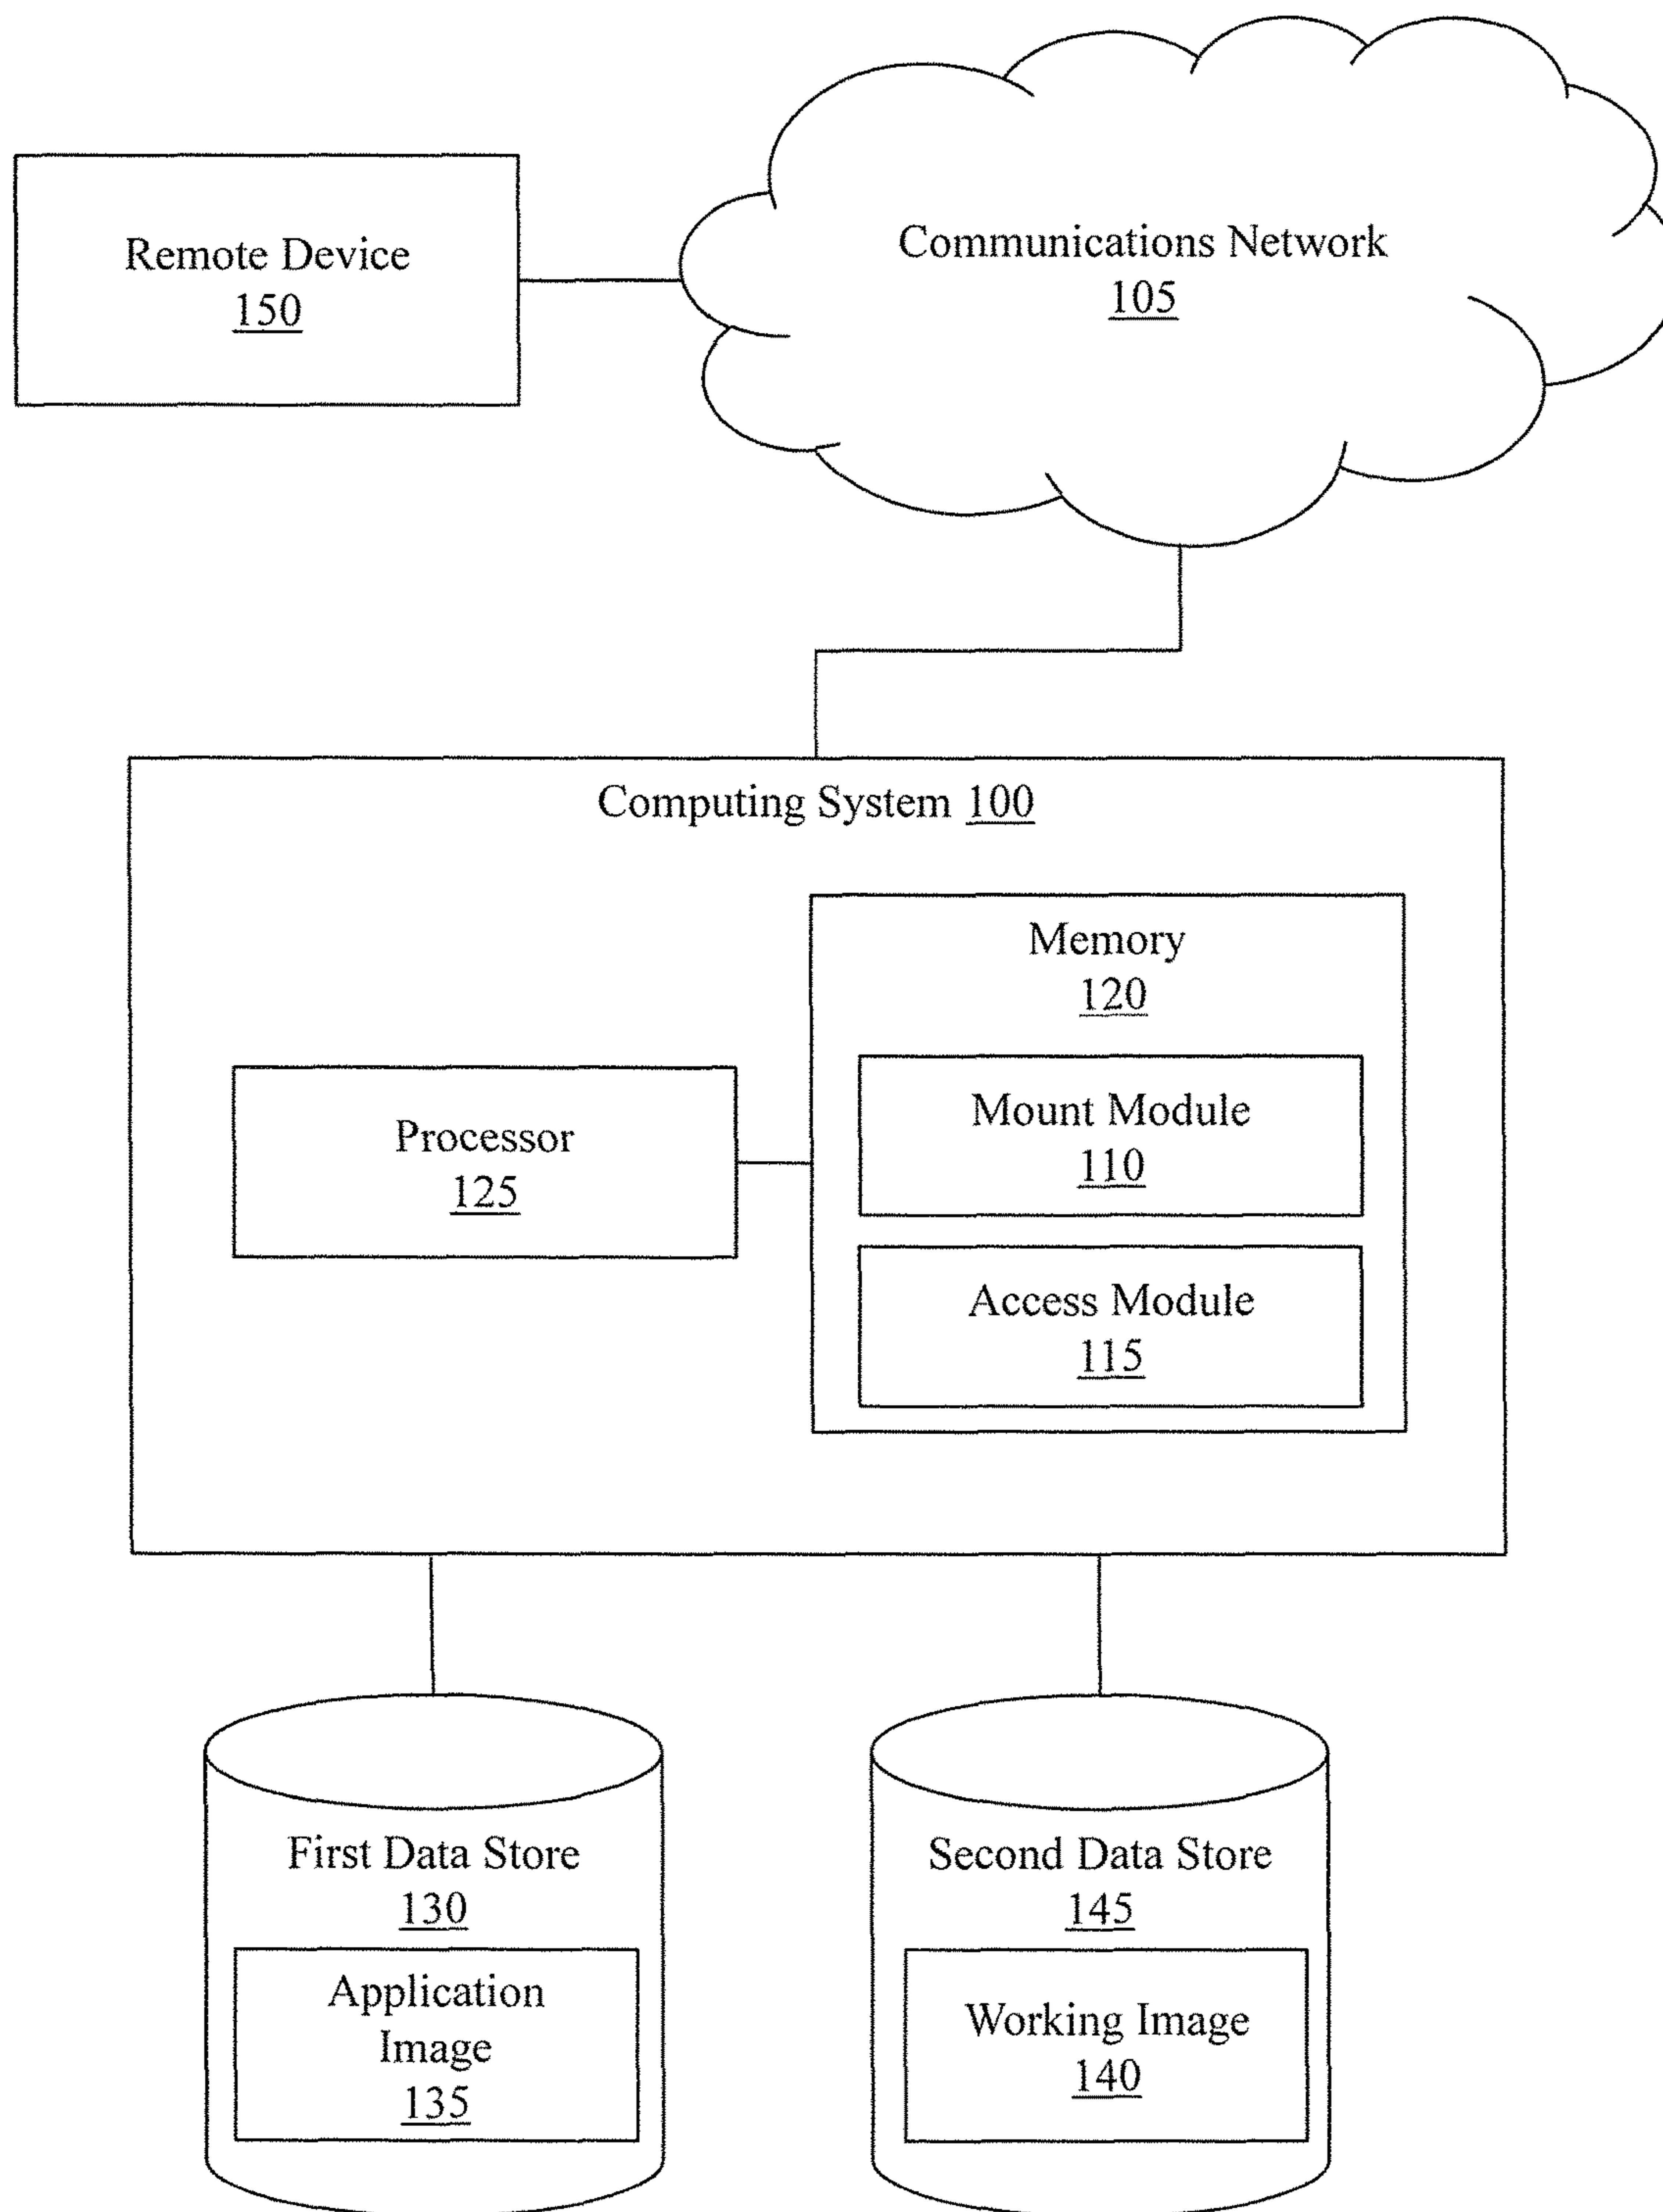 Remote Device
150
Communications Network
105
Computing System 100
Memory
120
Mount Module
110
Processor
125
Access Module
115
First Data Store
130
Application
Image
135
Second Data Store
145
Working Image
140